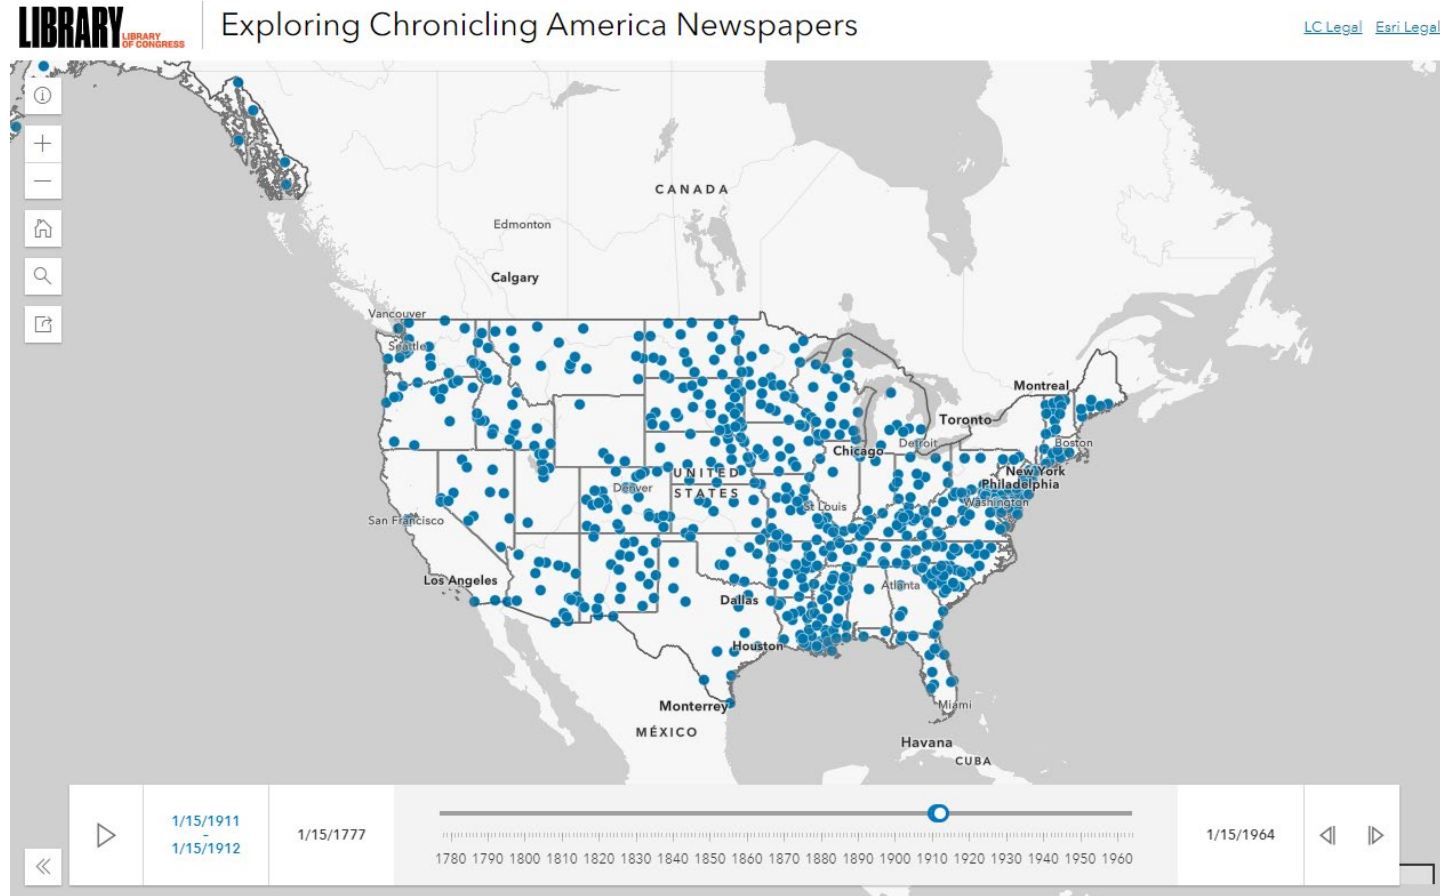 LIBRARY
LIBRARY
OF CONGRESS
Exploring Chronicling America Newspapers
LC Legal Esri Legal
CANADA
Edmonton
Calgary
Vancouver
Seattle
Montreal
Toronto
Detroit
Boston
Chicago
New York
Philadelphia
UNITED
STATES
Denver
St Louis
Washington
San Francisco
Los Angeles
Atlanta
Dallas
Houston
Monterrey
Miami
MÉXICO
Havana
CUBA
1/15/1911
-
1/15/1912
1/15/1777
1780 1790 1800 1810 1820 1830 1840 1850 1860 1870 1880 1890 1900 1910 1920 1930 1940 1950 1960
1/15/1964